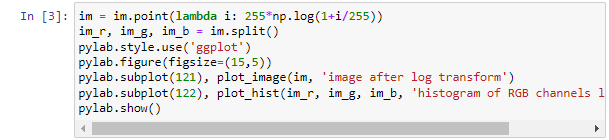 In [3]: im = im.point(lambda i: 255*np.log(1+i/255))
im_r, im_g, im_b = im.split()
pylab.style.use('ggplot')
pylab.figure(figsize=(15,5))
pylab.subplot(121), plot_image(im, 'image after log transform')
pylab.subplot(122), plot_hist(im_r, im_g, im_b, 'histogram of RGB channels l
pylab.show()